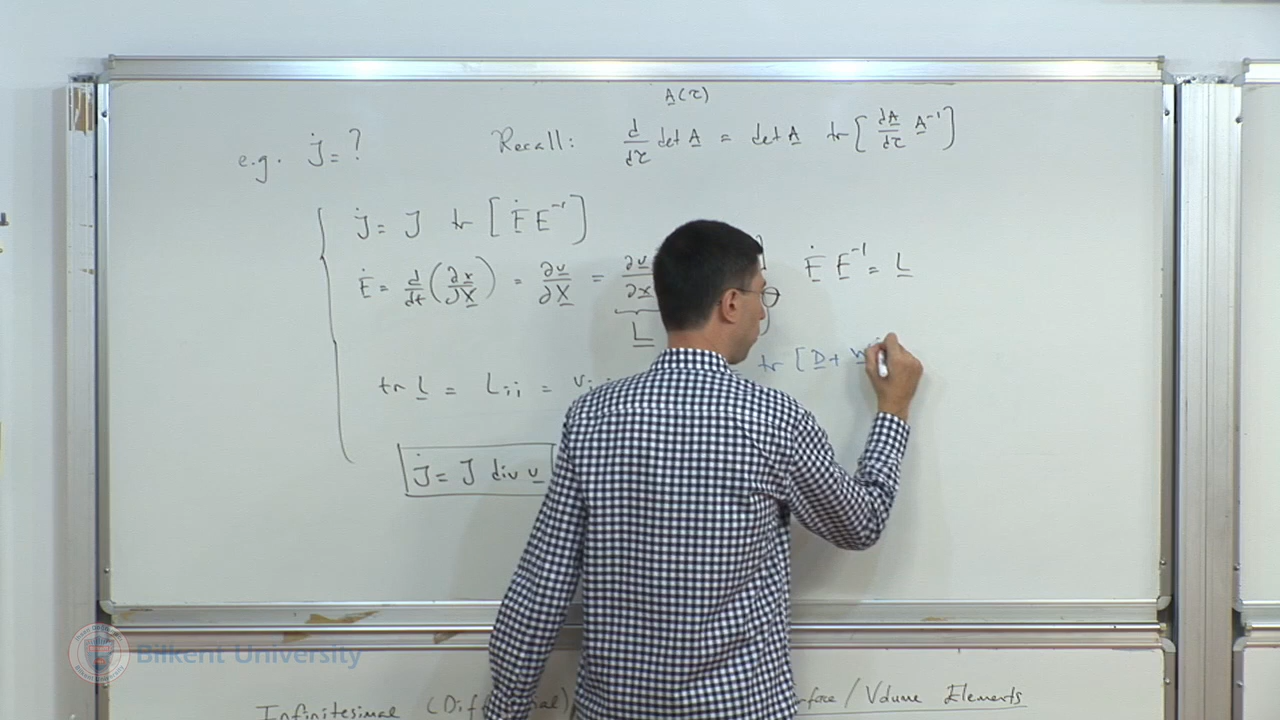 A(τ)
e.g. J̇ = ? Recall: d/dτ det A = det A tr [ dA/dτ A⁻¹ ]
J̇ = J tr [ Ḟ F⁻¹ ]
Ḟ = d/dt ( ∂x/∂X ) = ∂v/∂X = ∂v/∂x Ḟ F⁻¹ = L
L
tr [ D + W
tr L = Lii = vi
J̇ = J div v
Bilkent University
Infinitesimal (Differential) Surface/Volume Elements